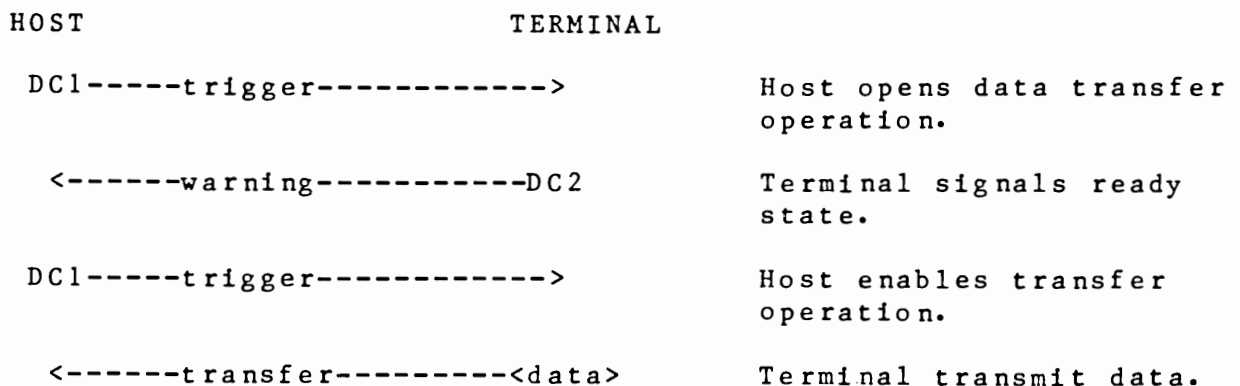 HOST TERMINAL
DC1-----trigger-------------> Host opens data transfer
operation.
<------warning-----------DC2 Terminal signals ready
state.
DC1-----trigger-------------> Host enables transfer
operation.
<------transfer----------<data> Terminal transmit data.